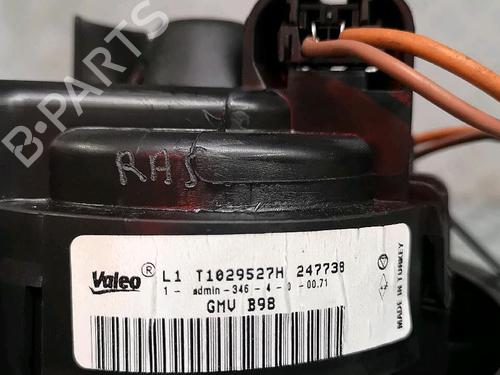 B-PARTS
RAS
Valeo ® L1 T1029527H 247738
1- admin-346-4-0-00.71
GMV B98
MADE IN TURKEY